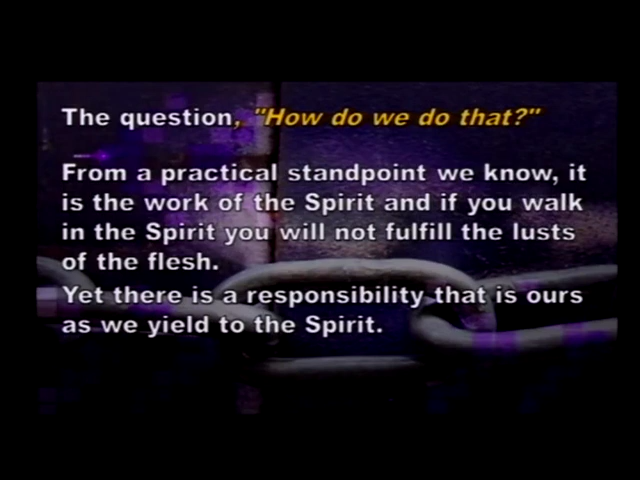 The question, "How do we do that?"
From a practical standpoint we know, it
is the work of the Spirit and if you walk
in the Spirit you will not fulfill the lusts
of the flesh.
Yet there is a responsibility that is ours
as we yield to the Spirit.